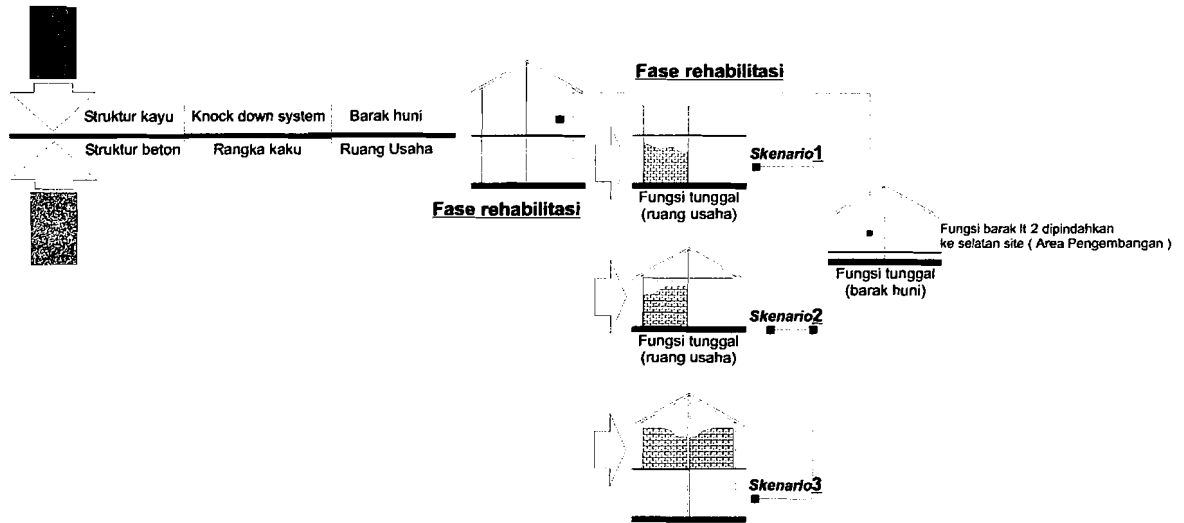 Fase rehabilitasi
Struktur kayu
Knock down system
Barak huni
Struktur beton
Rangka kaku
Ruang Usaha
Fase rehabilitasi
Skenario1
Fungsi tunggal
(ruang usaha)
Fungsi barak lt 2 dipindahkan
ke selatan site ( Area Pengembangan )
Fungsi tunggal
(barak huni)
Skenario2
Fungsi tunggal
(ruang usaha)
Skenario3